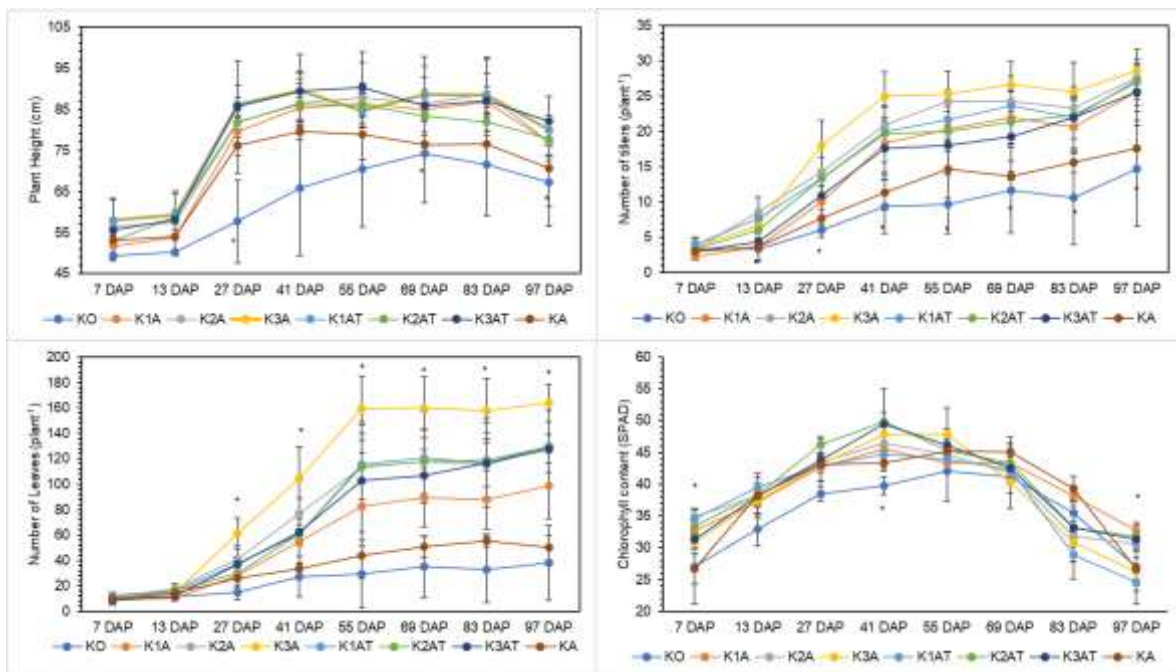 Plant Height (cm)
105
95
85
75
65
55
45
7 DAP 13 DAP 27 DAP 41 DAP 55 DAP 69 DAP 83 DAP 97 DAP
KO K1A K2A K3A K1AT K2AT K3AT KA
Number of tillers (plant⁻¹)
35
30
25
20
15
10
5
0
7 DAP 13 DAP 27 DAP 41 DAP 55 DAP 69 DAP 83 DAP 97 DAP
KO K1A K2A K3A K1AT K2AT K3AT KA
Number of Leaves (plant⁻¹)
200
180
160
140
120
100
80
60
40
20
0
7 DAP 13 DAP 27 DAP 41 DAP 55 DAP 69 DAP 83 DAP 97 DAP
KO K1A K2A K3A K1AT K2AT K3AT KA
Chlorophyll content (SPAD)
60
55
50
45
40
35
30
25
20
7 DAP 13 DAP 27 DAP 41 DAP 55 DAP 69 DAP 83 DAP 97 DAP
KO K1A K2A K3A K1AT K2AT K3AT KA